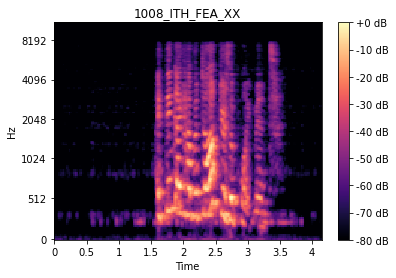 1008_ITH_FEA_XX
8192
4096
2048
1024
512
0
Hz
0 0.5 1 1.5 2 2.5 3 3.5 4
Time
+0 dB
-10 dB
-20 dB
-30 dB
-40 dB
-50 dB
-60 dB
-70 dB
-80 dB